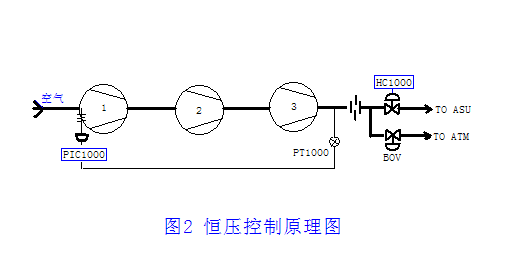 HC1000
空气
1
2
3
TO ASU
PIC1000
PT1000
TO ATM
BOV
图2 恒压控制原理图